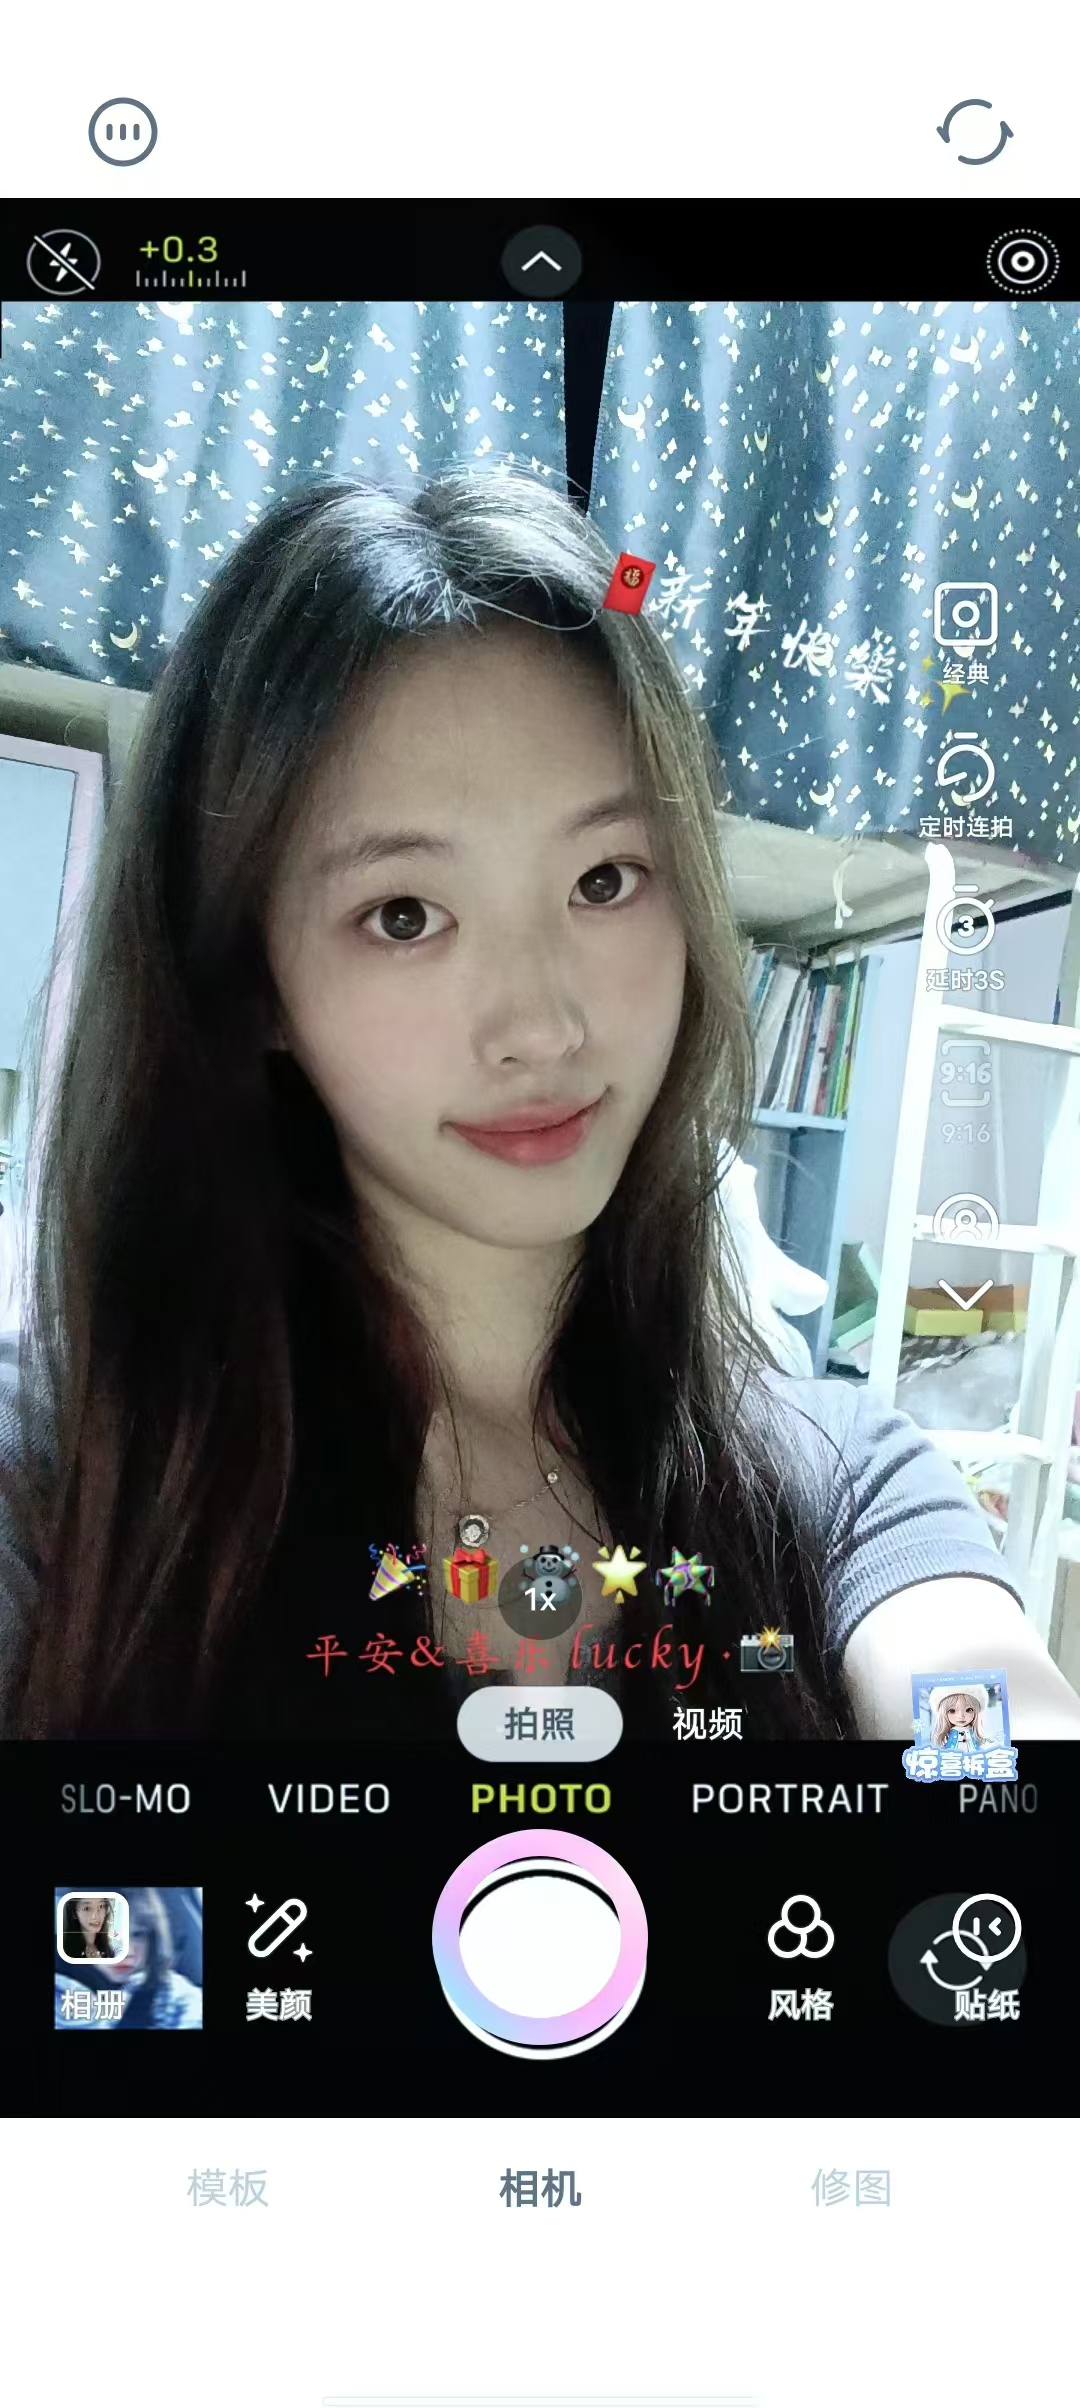 +0.3
福
新年快樂
经典
定时连拍
3
延时3S
9:16
9:16
1x
平安&喜乐 lucky·
拍照 视频
惊喜拆盒
SLO-MO VIDEO PHOTO PORTRAIT PANO
相册 美颜 风格 贴纸
模板 相机 修图